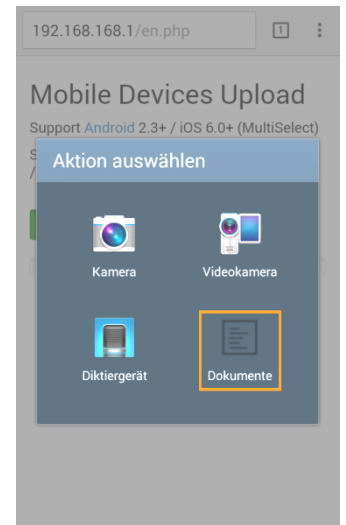 192.168.168.1/en.php
1
Mobile Devices Upload
Support Android 2.3+ / iOS 6.0+ (MultiSelect)
S
/
Aktion auswählen
Kamera
Videokamera
Diktiergerät
Dokumente